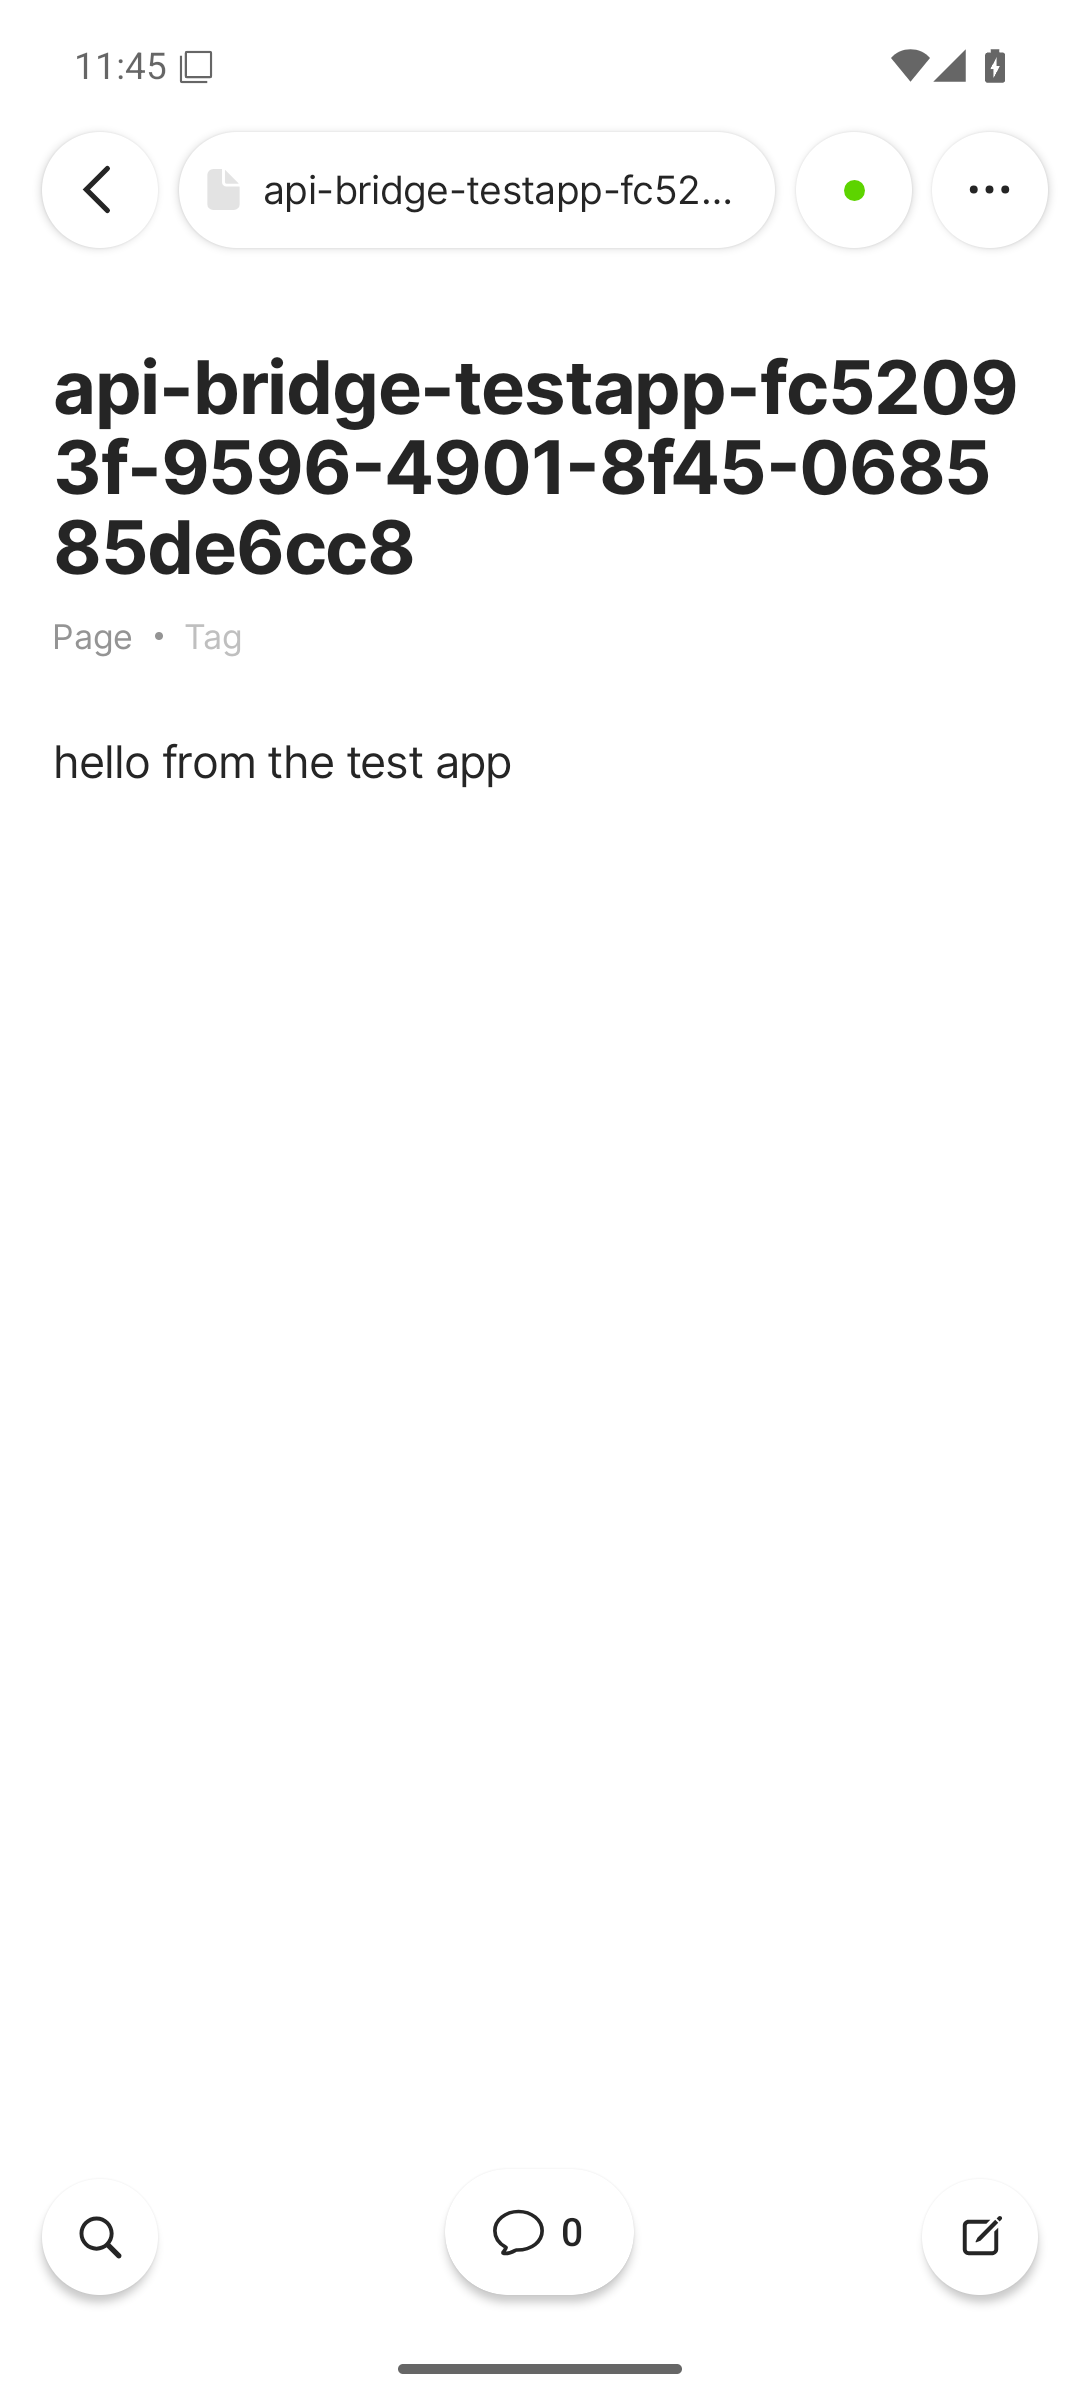 11:45
api-bridge-testapp-fc52...
api-bridge-testapp-fc5209
3f-9596-4901-8f45-0685
85de6cc8
Page • Tag
hello from the test app
0